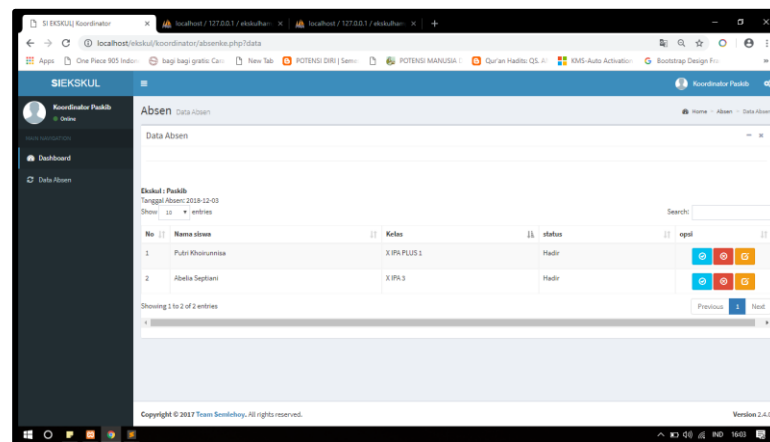 SI EKSKUL| Koordinator
localhost / 127.0.0.1 / ekskulham
localhost / 127.0.0.1 / ekskulham
localhost/ekskul/koordinator/absenke.php?data
Apps One Piece 905 Indon bagi bagi gratis: Cara New Tab POTENSI DIRI | Semi POTENSI MANUSIA Qur'an Hadits: QS. A KMS-Auto Activation Bootstrap Design Fra
SIEKSKUL
Koordinator Paskib
Koordinator Paskib
Online
MAIN NAVIGATION
Dashboard
Data Absen
Absen Data Absen
Home Absen Data Absen
Data Absen
Ekskul : Paskib
Tanggal Absen: 2018-12-03
Show 10 entries
Search:
No Nama siswa Kelas status opsi
1 Putri Khoirunnisa X IPA PLUS 1 Hadir
2 Abelia Septiani X IPA 3 Hadir
Showing 1 to 2 of 2 entries
Previous 1 Next
Copyright © 2017 Team Semlehoy. All rights reserved.
Version 2.4.0
IND 16:03